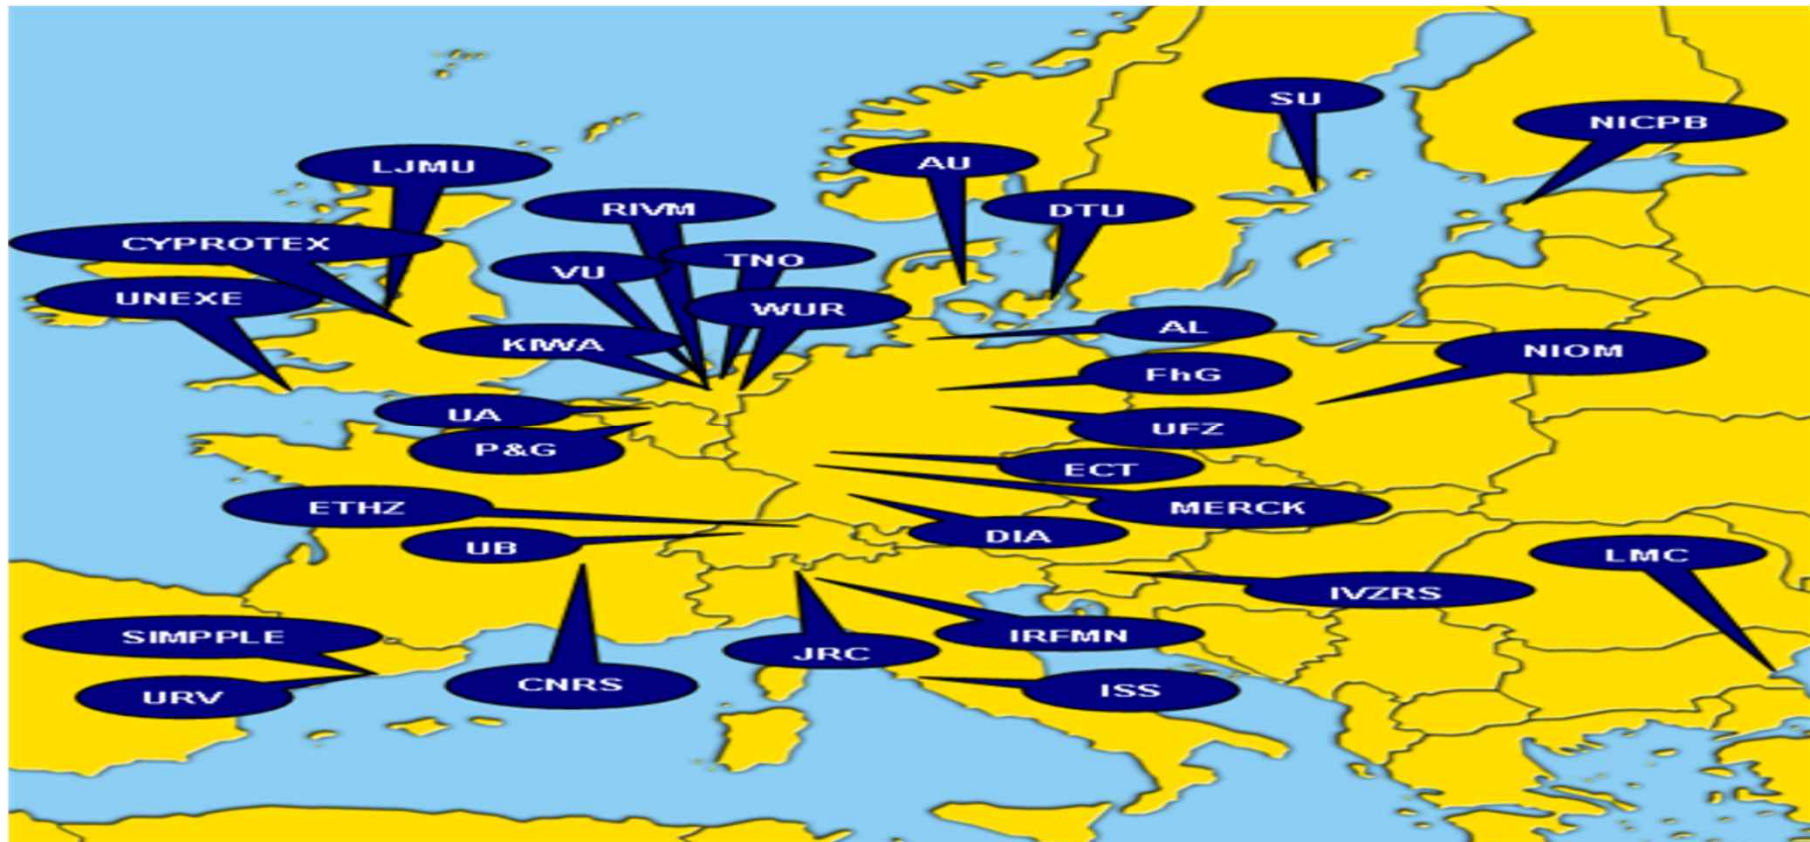 SU
NICPB
LJMU
AU
RIVM
DTU
CYPROTEX
VU
TNO
UNEXE
WUR
AL
KIWA
NIOM
FhG
UA
UFZ
P&G
ECT
ETHZ
MERCK
UB
DIA
LMC
IVZRS
SIMPPLE
IRFMN
JRC
CNRS
ISS
URV